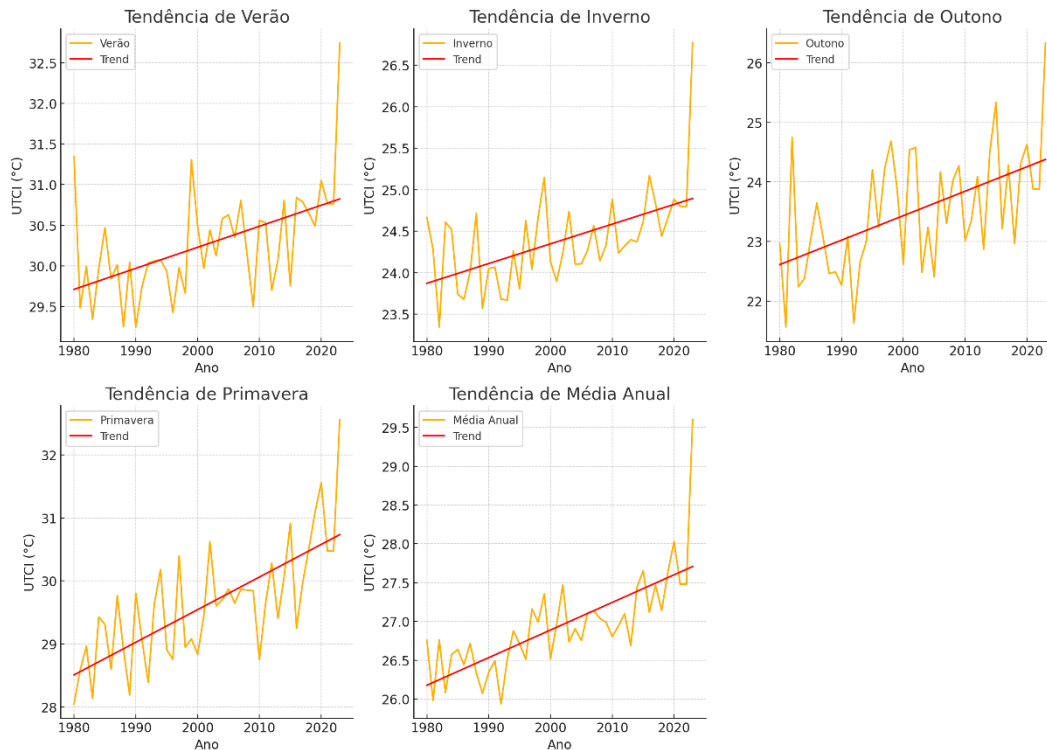 Tendência de Verão
Verão
Trend
UTCI (°C)
32.5
32.0
31.5
31.0
30.5
30.0
29.5
1980 1990 2000 2010 2020
Ano
Tendência de Inverno
Inverno
Trend
UTCI (°C)
26.5
26.0
25.5
25.0
24.5
24.0
23.5
1980 1990 2000 2010 2020
Ano
Tendência de Outono
Outono
Trend
UTCI (°C)
26
25
24
23
22
1980 1990 2000 2010 2020
Ano
Tendência de Primavera
Primavera
Trend
UTCI (°C)
32
31
30
29
28
1980 1990 2000 2010 2020
Ano
Tendência de Média Anual
Média Anual
Trend
UTCI (°C)
29.5
29.0
28.5
28.0
27.5
27.0
26.5
26.0
1980 1990 2000 2010 2020
Ano